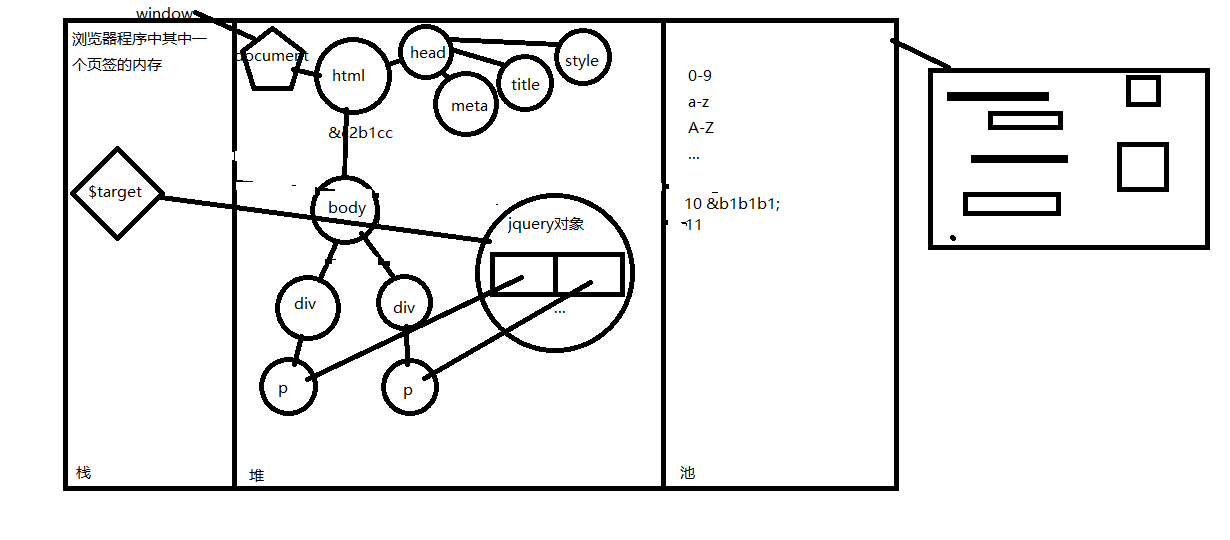 window
浏览器程序中其中一
个页签的内存
document
html
head
meta
title
style
&c2b1cc
$target
body
jquery对象
div
div
...
p
p
0-9
a-z
A-Z
...
10 &b1b1b1;
11
栈
堆
池